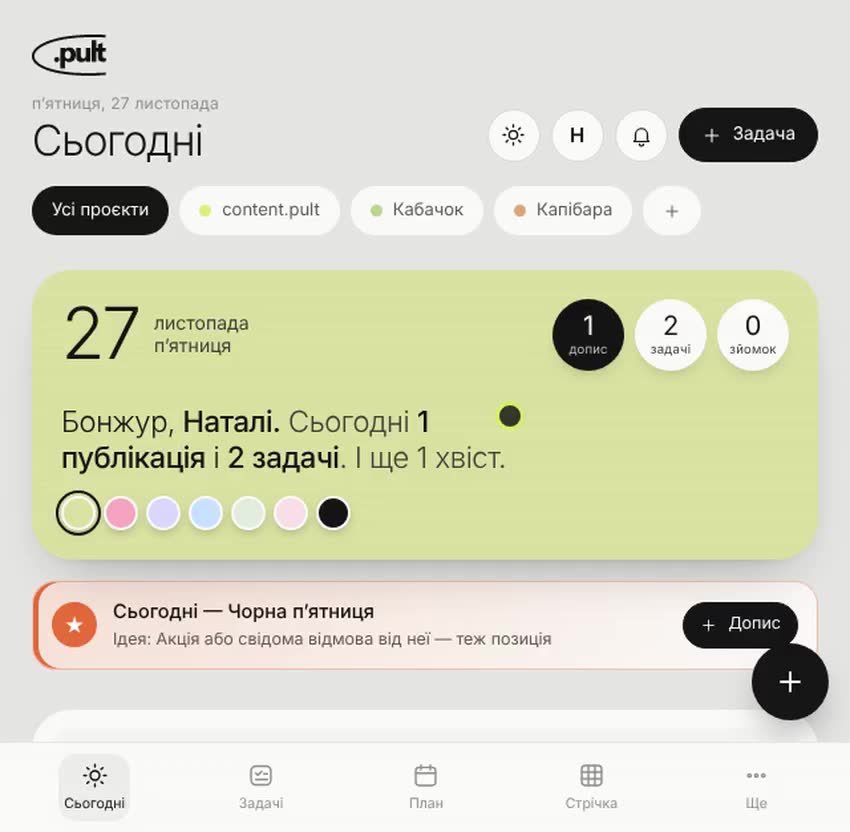 .pult
п’ятниця, 27 листопада
Сьогодні
Н
+ Задача
Усі проєкти
content.pult
Кабачок
Капібара
+
27
листопада
п’ятниця
1
допис
2
задачі
0
зйомок
Бонжур, Наталі. Сьогодні 1
публікація і 2 задачі. І ще 1 хвіст.
Сьогодні — Чорна п’ятниця
Ідея: Акція або свідома відмова від неї — теж позиція
+ Допис
+
Сьогодні
Задачі
План
Стрічка
Ще